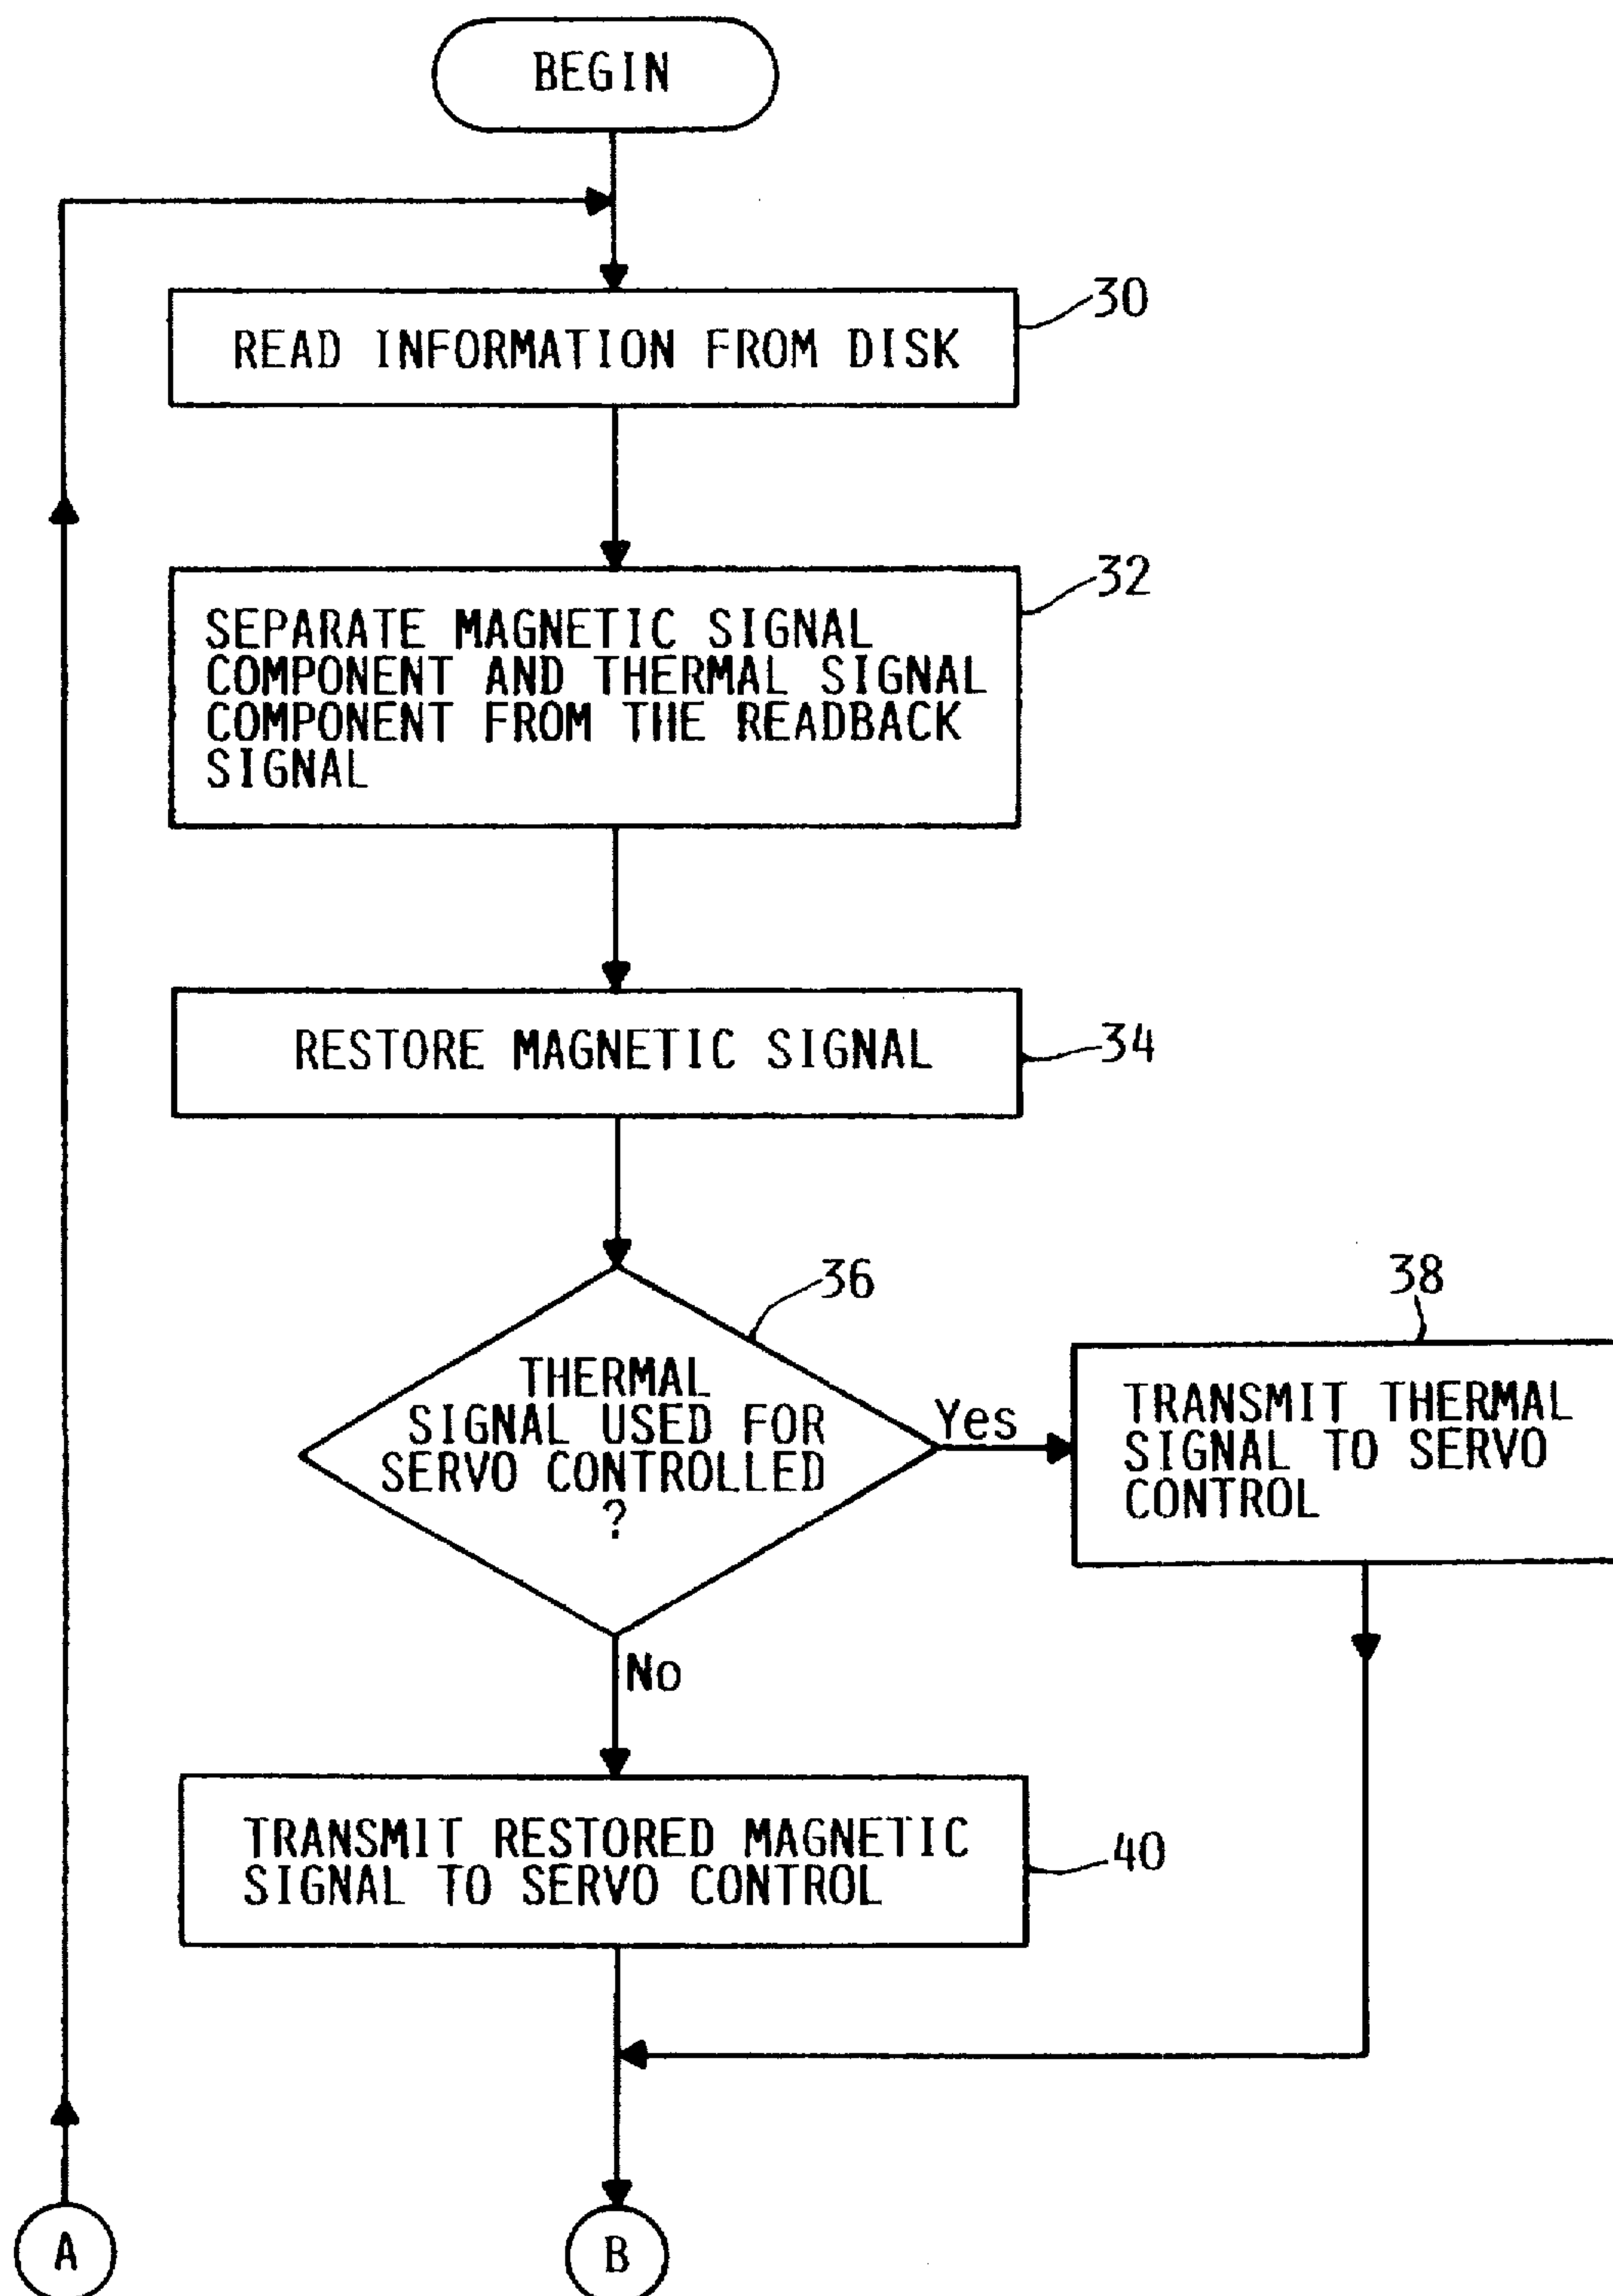 BEGIN
READ INFORMATION FROM DISK
30
SEPARATE MAGNETIC SIGNAL
COMPONENT AND THERMAL SIGNAL
COMPONENT FROM THE READBACK
SIGNAL
32
RESTORE MAGNETIC SIGNAL
34
36
THERMAL
SIGNAL USED FOR
SERVO CONTROLLED
?
Yes
38
TRANSMIT THERMAL
SIGNAL TO SERVO
CONTROL
No
TRANSMIT RESTORED MAGNETIC
SIGNAL TO SERVO CONTROL
40
A
B